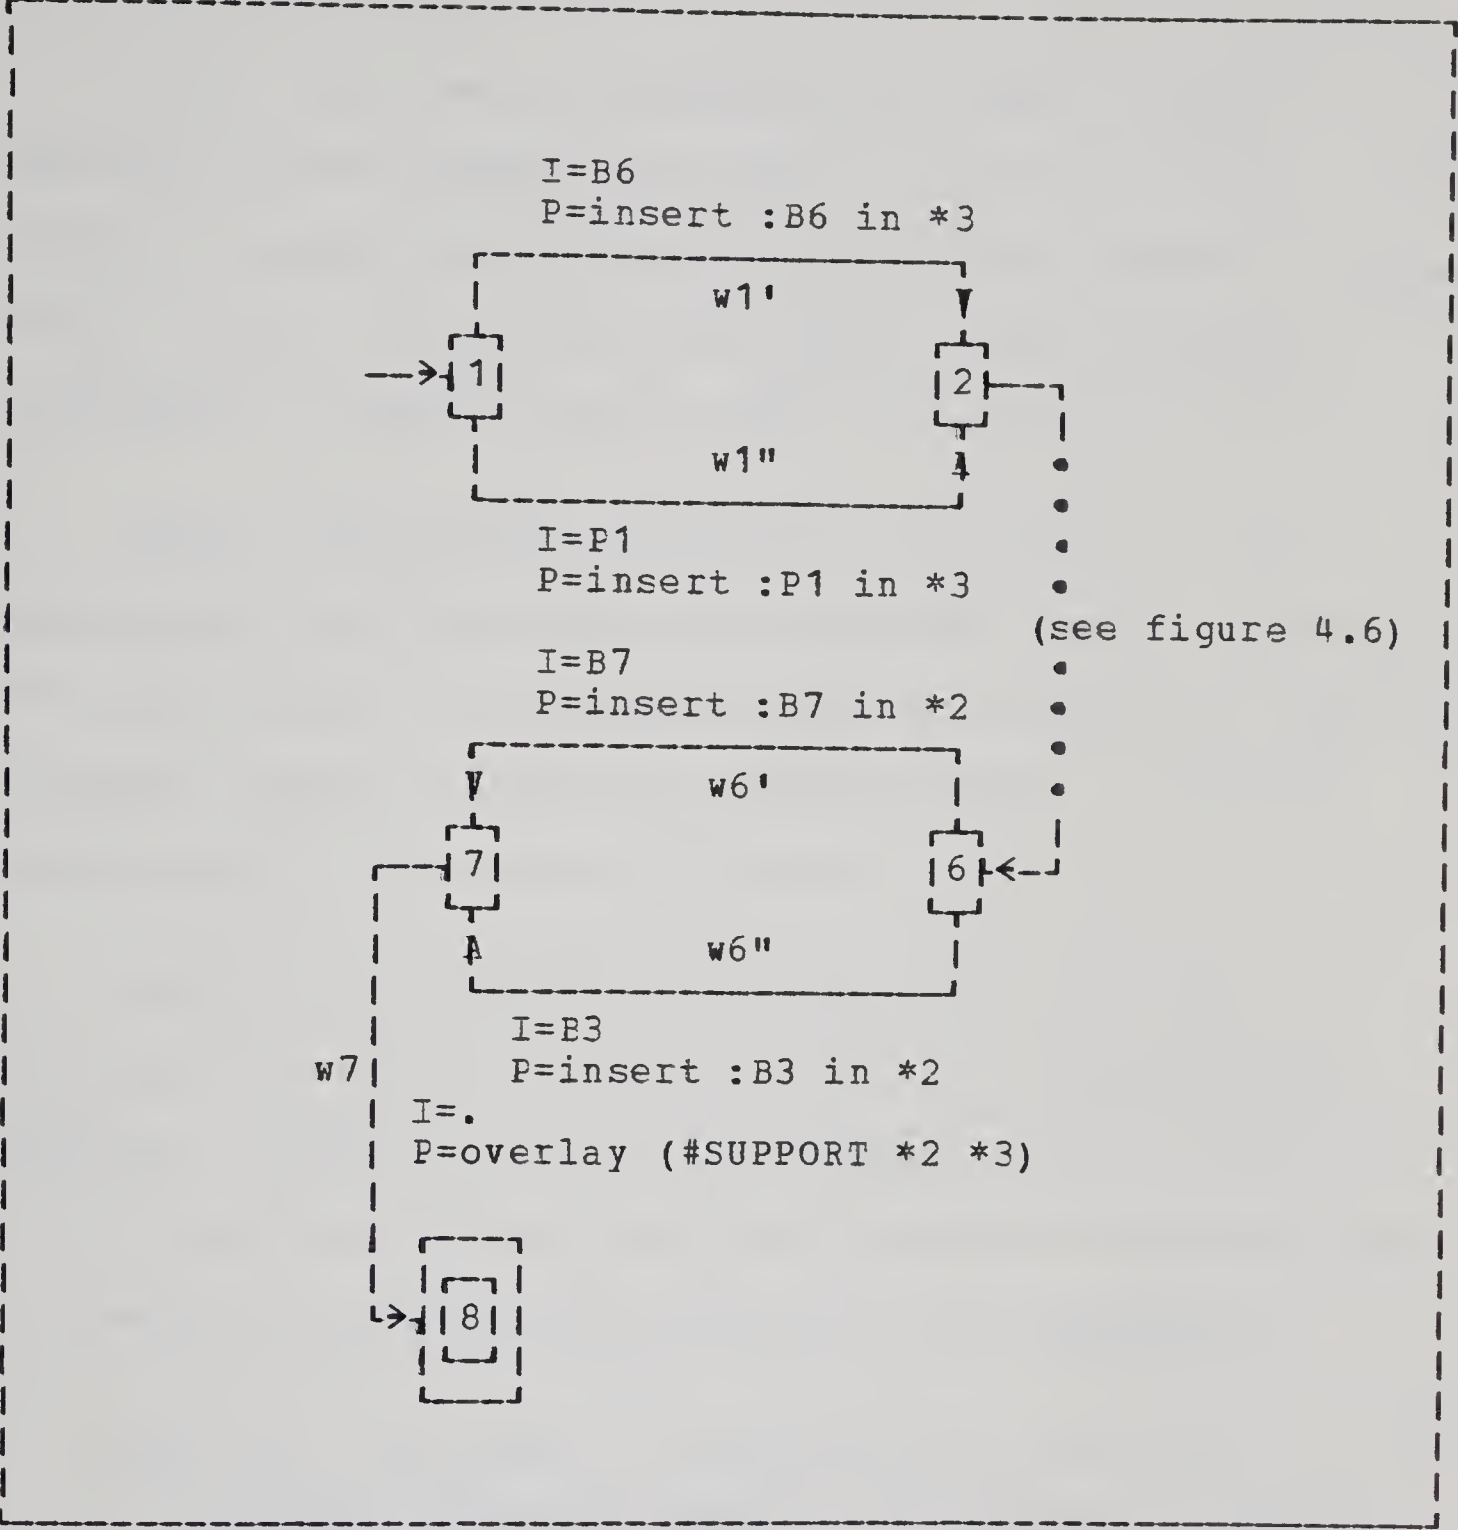 I=B6
P=insert :B6 in *3
w1'
1
2
w1"
I=P1
P=insert :P1 in *3
(see figure 4.6)
I=B7
P=insert :B7 in *2
w6'
7
6
w6"
I=B3
P=insert :B3 in *2
w7
I=.
P=overlay (#SUPPORT *2 *3)
8